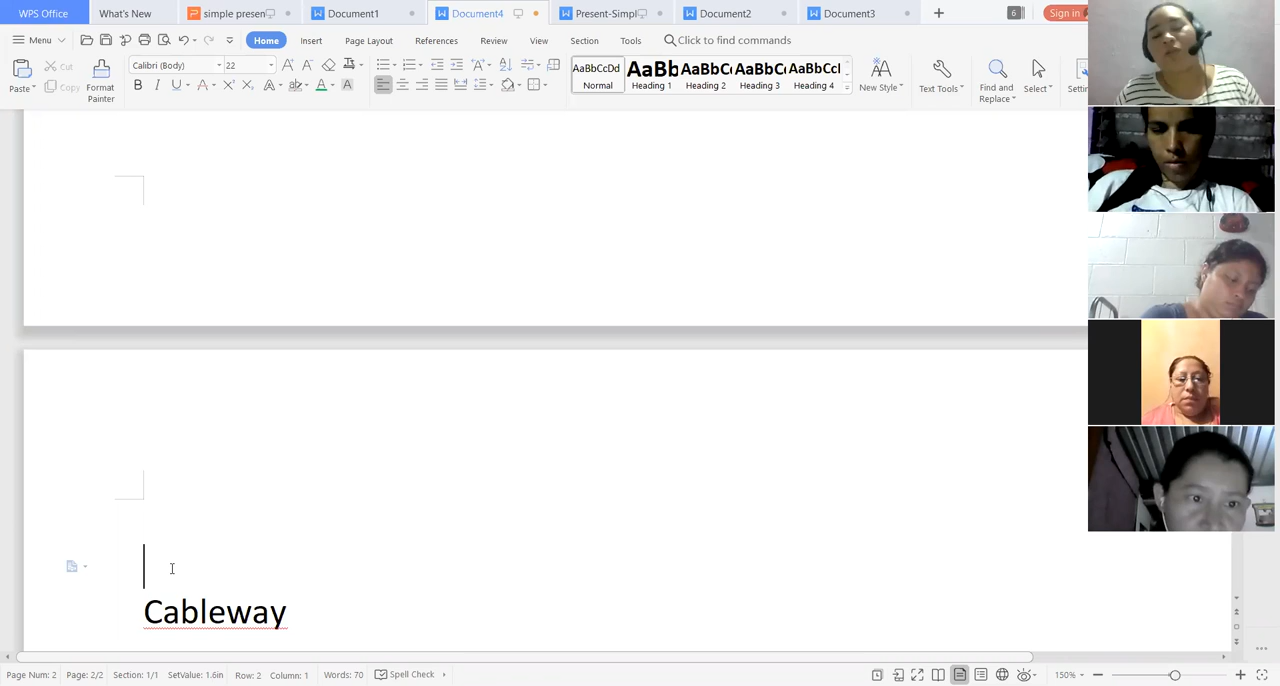 WPS Office What's New simple presen Document1 Document4 Present-Simpl Document2 Document3 6 Sign in
Menu Home Insert Page Layout References Review View Section Tools Click to find commands
Paste Cut Copy Format Painter Calibri (Body) 22 AaBbCcDd Normal AaBb Heading 1 AaBbC Heading 2 AaBbC Heading 3 AaBbCcl Heading 4 New Style Text Tools Find and Replace Select
Cableway
Page Num: 2 Page: 2/2 Section: 1/1 SetValue: 1.6in Row: 2 Column: 1 Words: 70 Spell Check 150%